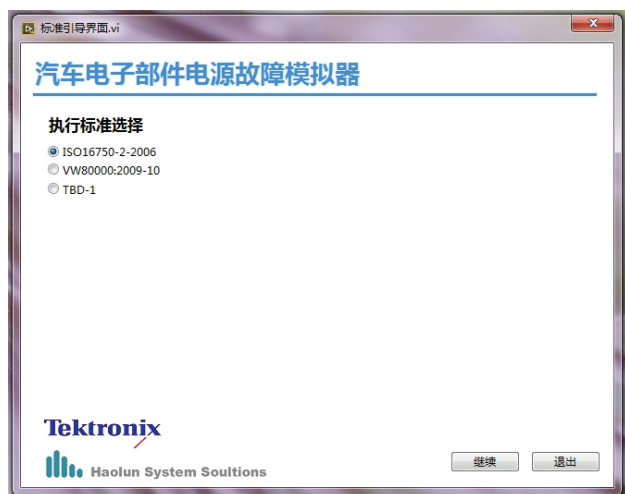 标准引导界面.vi
汽车电子部件电源故障模拟器
执行标准选择
ISO16750-2-2006
VW80000:2009-10
TBD-1
Tektronix
Haolun System Soultions
继续
退出